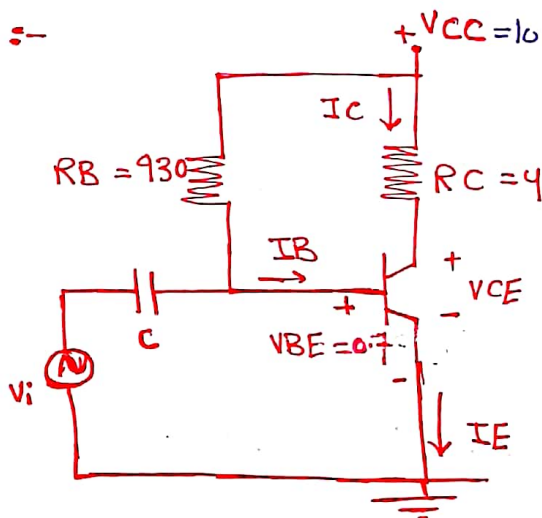 :-
+VCC=10
IC ↓
RB = 930
RC = 4
IB
→
+
VCE
-
+
C
VBE = 0.7
-
Vi
IE